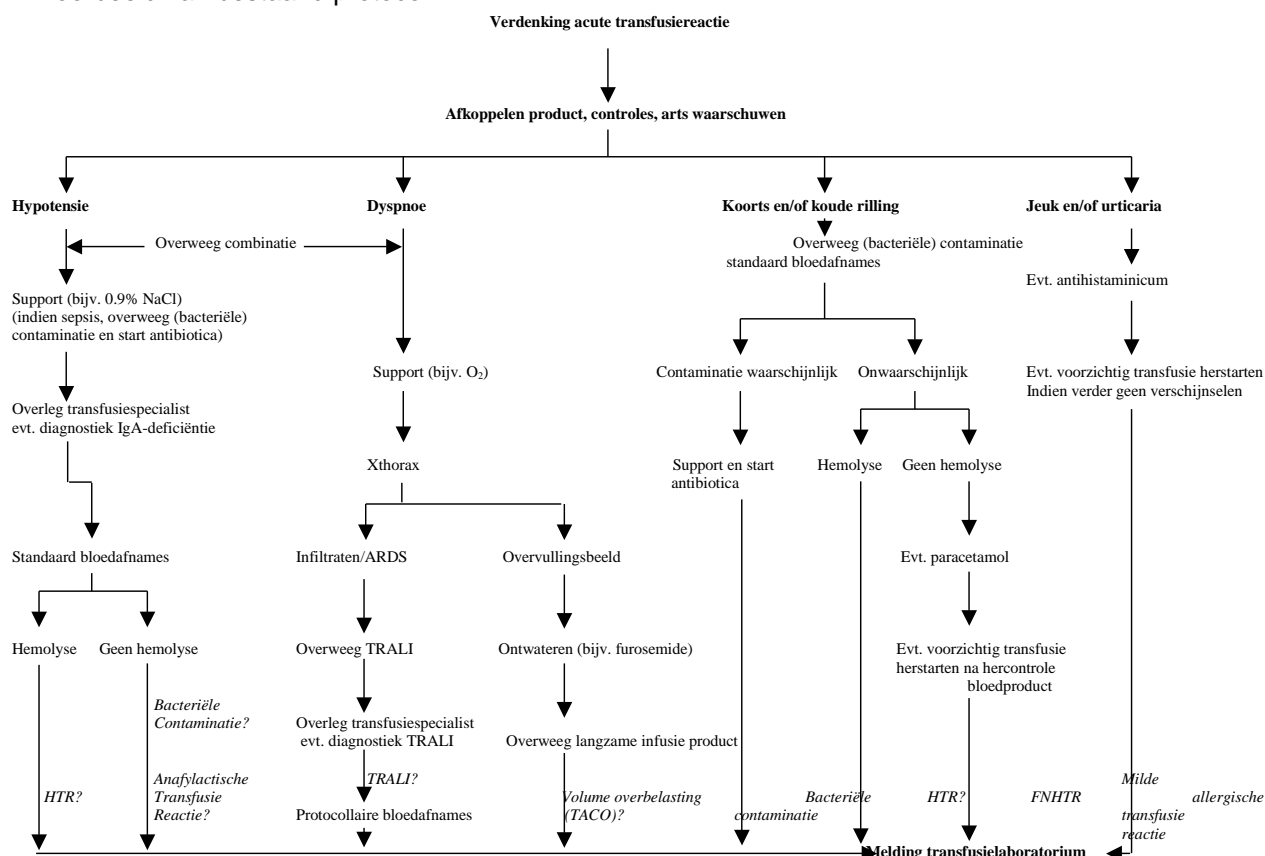 Verdenking acute transfusiereactie
Afkoppelen product, controles, arts waarschuwen
Hypotensie
Dyspnoe
Koorts en/of koude rilling
Jeuk en/of urticaria
Overweeg combinatie
Overweeg (bacteriële) contaminatie
standaard bloedafnames
Evt. antihistaminicum
Support (bijv. 0.9% NaCl)
(indien sepsis, overweeg (bacteriële)
contaminatie en start antibiotica)
Support (bijv. O₂)
Contaminatie waarschijnlijk
Onwaarschijnlijk
Evt. voorzichtig transfusie herstarten
Indien verder geen verschijnselen
Overleg transfusiespecialist
evt. diagnostiek IgA-deficiëntie
Xthorax
Support en start
antibiotica
Hemolyse
Geen hemolyse
Standaard bloedafnames
Infiltraten/ARDS
Overvullingsbeeld
Evt. paracetamol
Hemolyse
Geen hemolyse
Overweeg TRALI
Ontwateren (bijv. furosemide)
Evt. voorzichtig transfusie
herstarten na hercontrole
bloedproduct
Bacteriële
Contaminatie?
Overleg transfusiespecialist
evt. diagnostiek TRALI
Overweeg langzame infusie product
HTR?
Anafylactische
Transfusie
Reactie?
TRALI?
Protocollaire bloedafnames
Volume overbelasting
(TACO)?
Bacteriële
contaminatie
HTR?
FNHTR
Milde
allergische
transfusie
reactie
Melding transfusielaboratorium